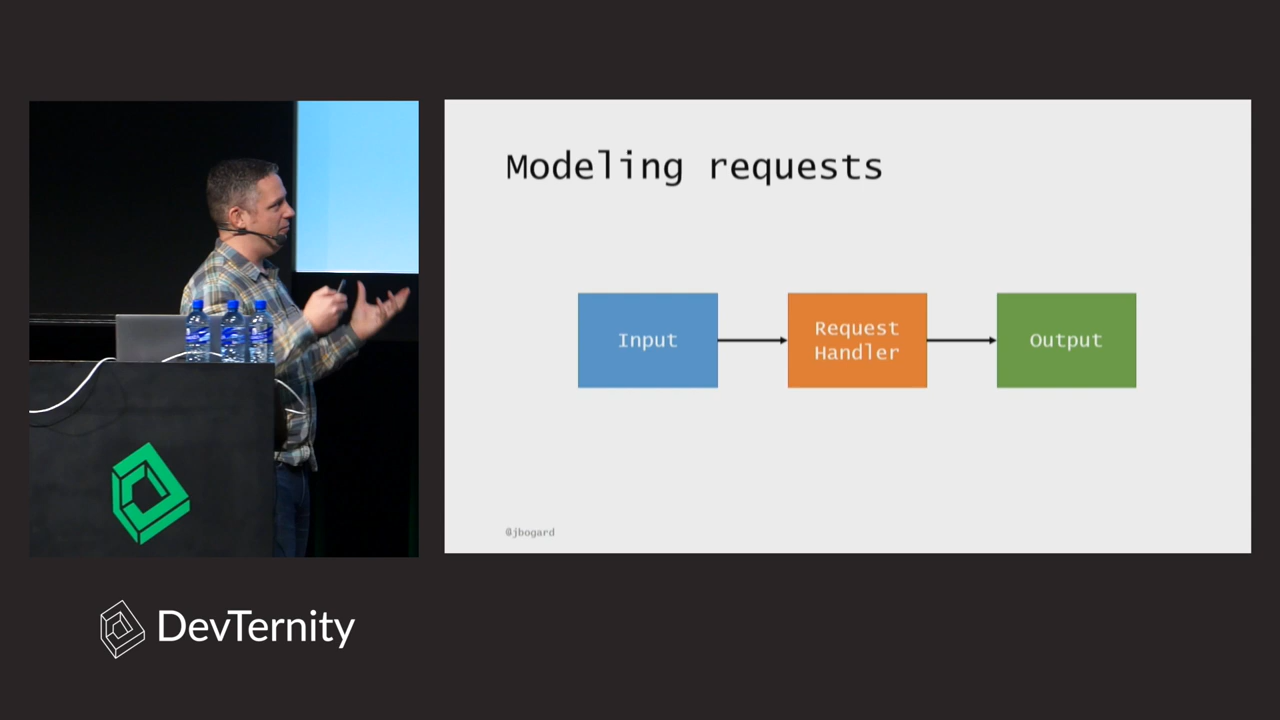 Modeling requests
Input
Request
Handler
Output
@jbogard
DevTernity